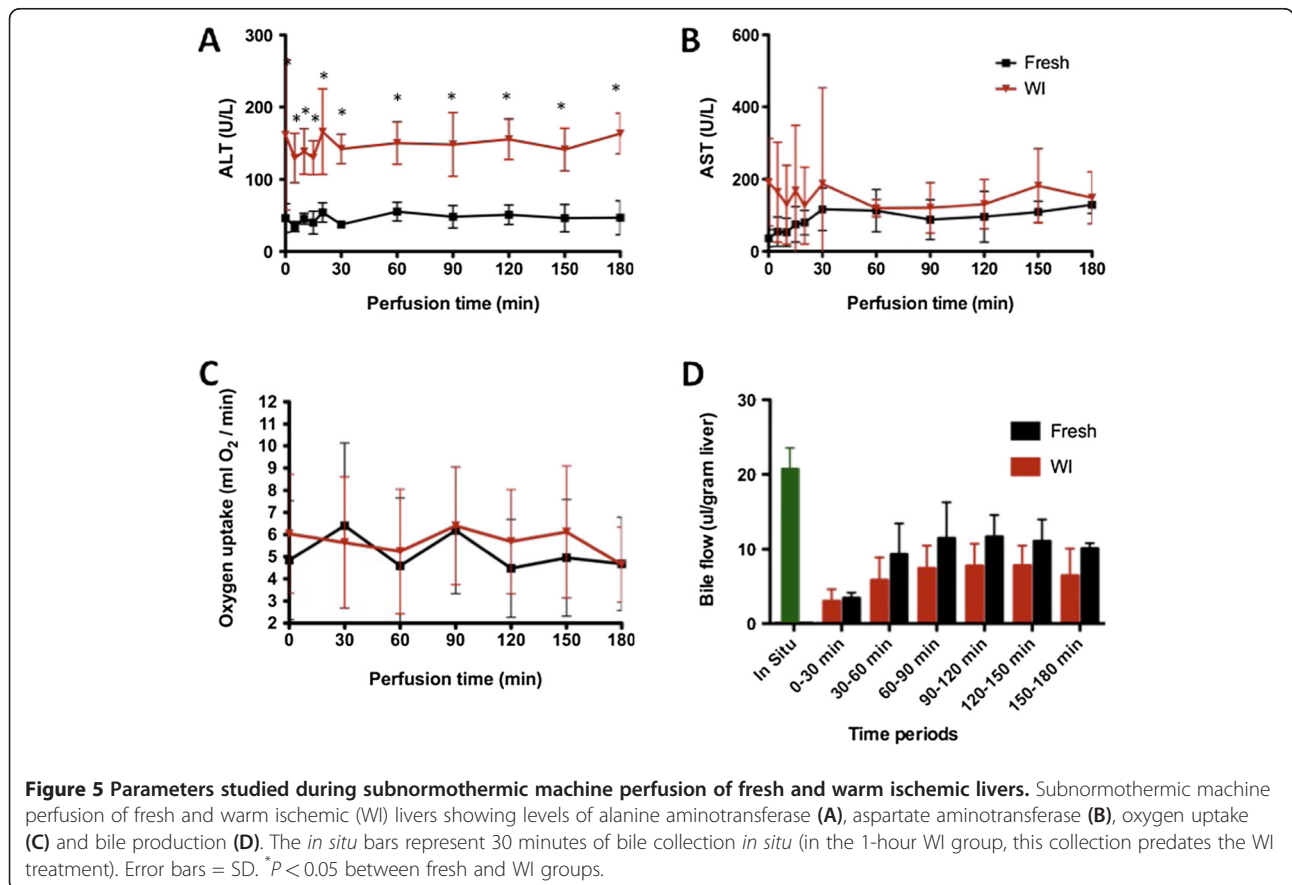 A
300
200
100
0
ALT (U/L)
* * * * * * * * * * *
0 30 60 90 120 150 180
Perfusion time (min)
B
600
400
200
0
AST (U/L)
Fresh
WI
0 30 60 90 120 150 180
Perfusion time (min)
C
12
11
10
9
8
7
6
5
4
3
2
Oxygen uptake (ml O₂ / min)
0 30 60 90 120 150 180
Perfusion time (min)
D
30
20
10
0
Bile flow (ul/gram liver)
Fresh
WI
In Situ
0-30 min
30-60 min
60-90 min
90-120 min
120-150 min
150-180 min
Time periods
Figure 5 Parameters studied during subnormothermic machine perfusion of fresh and warm ischemic livers. Subnormothermic machine
perfusion of fresh and warm ischemic (WI) livers showing levels of alanine aminotransferase (A), aspartate aminotransferase (B), oxygen uptake
(C) and bile production (D). The in situ bars represent 30 minutes of bile collection in situ (in the 1-hour WI group, this collection predates the WI
treatment). Error bars = SD. *P < 0.05 between fresh and WI groups.